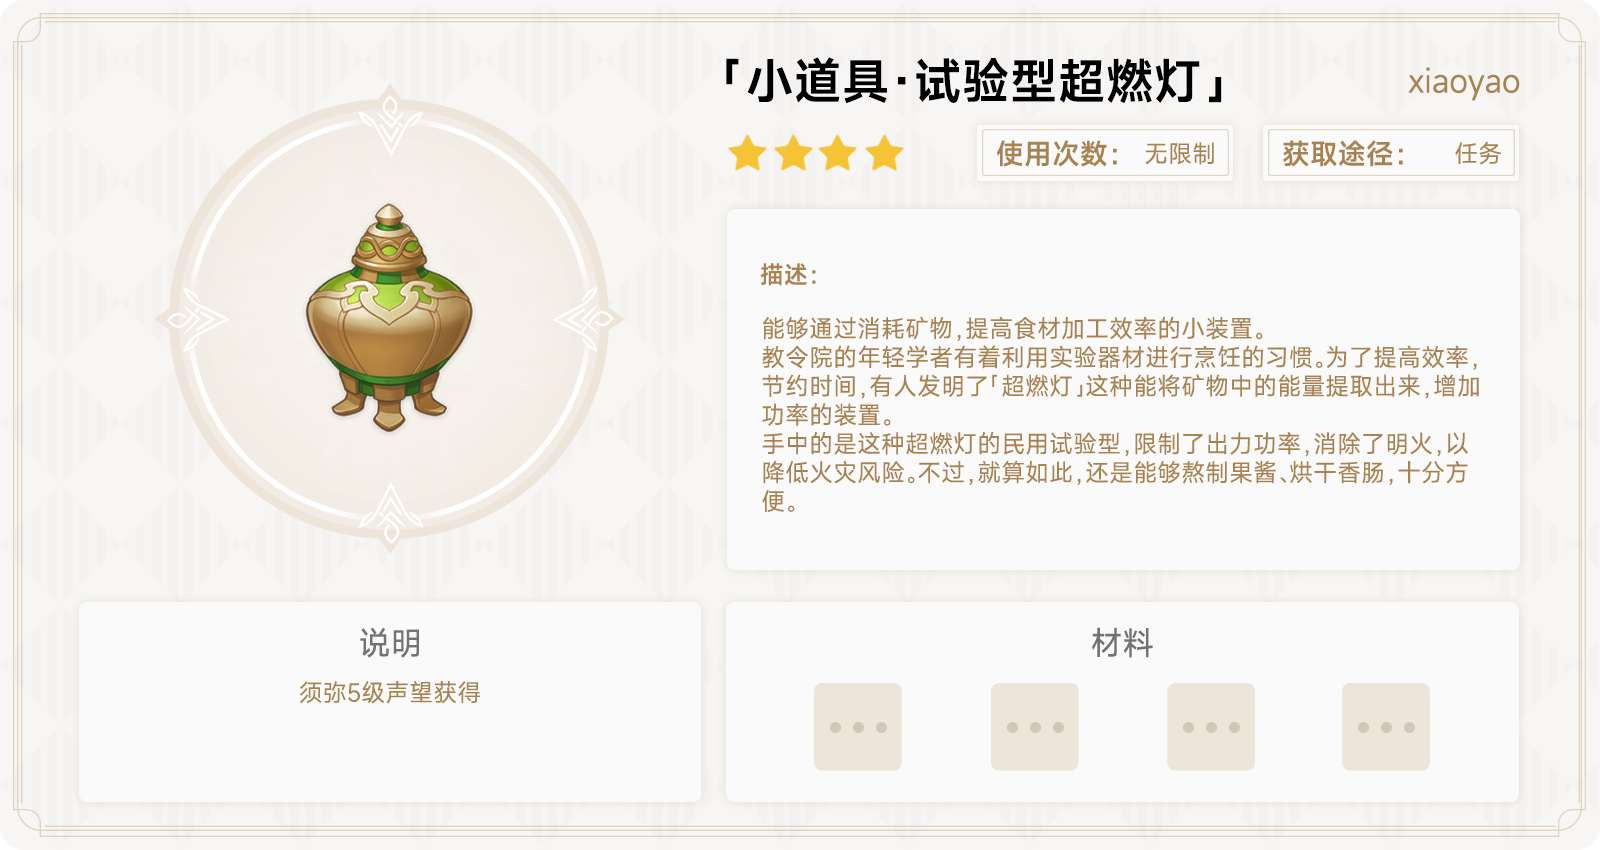 「小道具·试验型超燃灯」
xiaoyao
使用次数： 无限制
获取途径： 任务
描述：
能够通过消耗矿物，提高食材加工效率的小装置。
教令院的年轻学者有着利用实验器材进行烹饪的习惯。为了提高效率，
节约时间，有人发明了「超燃灯」这种能将矿物中的能量提取出来，增加
功率的装置。
手中的是这种超燃灯的民用试验型，限制了出力功率，消除了明火，以
降低火灾风险。不过，就算如此，还是能够熬制果酱、烘干香肠，十分方
便。
说明
须弥5级声望获得
材料